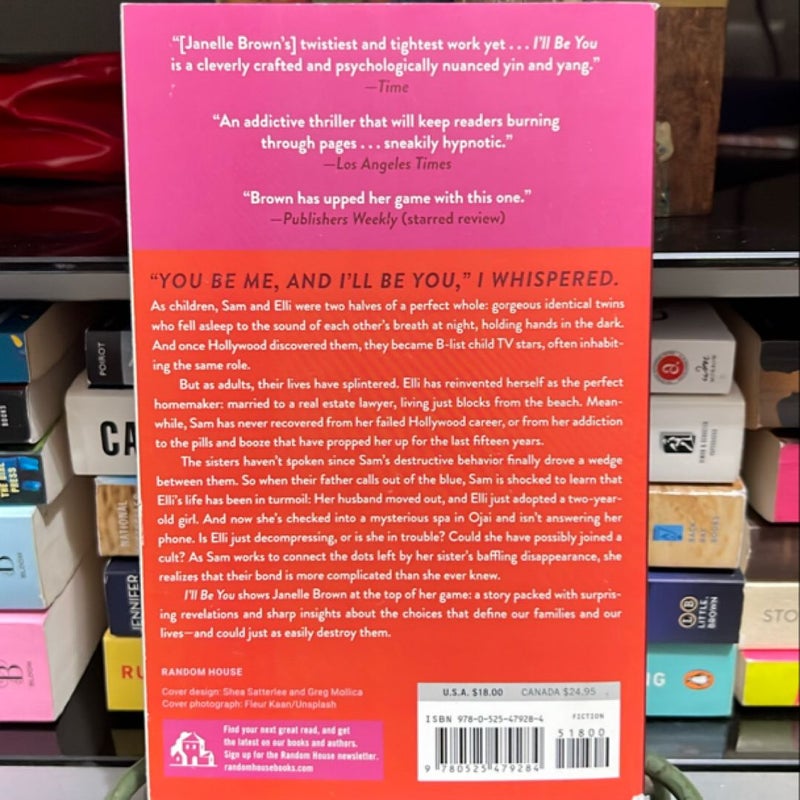 “[Janelle Brown’s] twistiest and tightest work yet . . . I’ll Be You
is a cleverly crafted and psychologically nuanced yin and yang.”
—Time
“An addictive thriller that will keep readers burning
through pages . . . sneakily hypnotic.”
—Los Angeles Times
“Brown has upped her game with this one.”
—Publishers Weekly (starred review)
“YOU BE ME, AND I’LL BE YOU,” I WHISPERED.
As children, Sam and Elli were two halves of a perfect whole: gorgeous identical twins
who fell asleep to the sound of each other’s breath at night, holding hands in the dark.
And once Hollywood discovered them, they became B-list child TV stars, often inhabit-
ing the same role.
But as adults, their lives have splintered. Elli has reinvented herself as the perfect
homemaker: married to a real estate lawyer, living just blocks from the beach. Mean-
while, Sam has never recovered from her failed Hollywood career, or from her addiction
to the pills and booze that have propped her up for the last fifteen years.
The sisters haven’t spoken since Sam’s destructive behavior finally drove a wedge
between them. So when their father calls out of the blue, Sam is shocked to learn that
Elli’s life has been in turmoil: Her husband moved out, and Elli just adopted a two-year-
old girl. And now she’s checked into a mysterious spa in Ojai and isn’t answering her
phone. Is Elli just decompressing, or is she in trouble? Could she have possibly joined a
cult? As Sam works to connect the dots left by her sister’s baffling disappearance, she
realizes that their bond is more complicated than she ever knew.
I’ll Be You shows Janelle Brown at the top of her game: a story packed with surpris-
ing revelations and sharp insights about the choices that define our families and our
lives—and could just as easily destroy them.
RANDOM HOUSE
Cover design: Shea Satterlee and Greg Mollica
Cover photograph: Fleur Kaan/Unsplash
Find your next great read, and get
the latest on our books and authors.
Sign up for the Random House newsletter.
randomhousebooks.com
U.S.A. $18.00 CANADA $24.95
ISBN 978-0-525-47928-4
FICTION
51800
9 780525 479284
POIROT
BOOKS
CA
NATIONAL
JENNIFER
RU
BLOOM
BLOOM
LITTLE,
BROWN
STO
NG